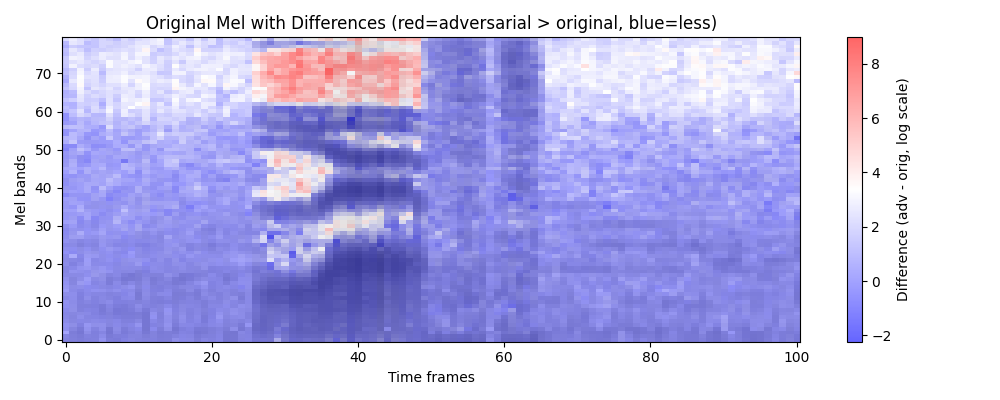 Original Mel with Differences (red=adversarial > original, blue=less)
Mel bands
70
60
50
40
30
20
10
0
0 20 40 60 80 100
Time frames
8
6
4
2
0
−2
Difference (adv - orig, log scale)